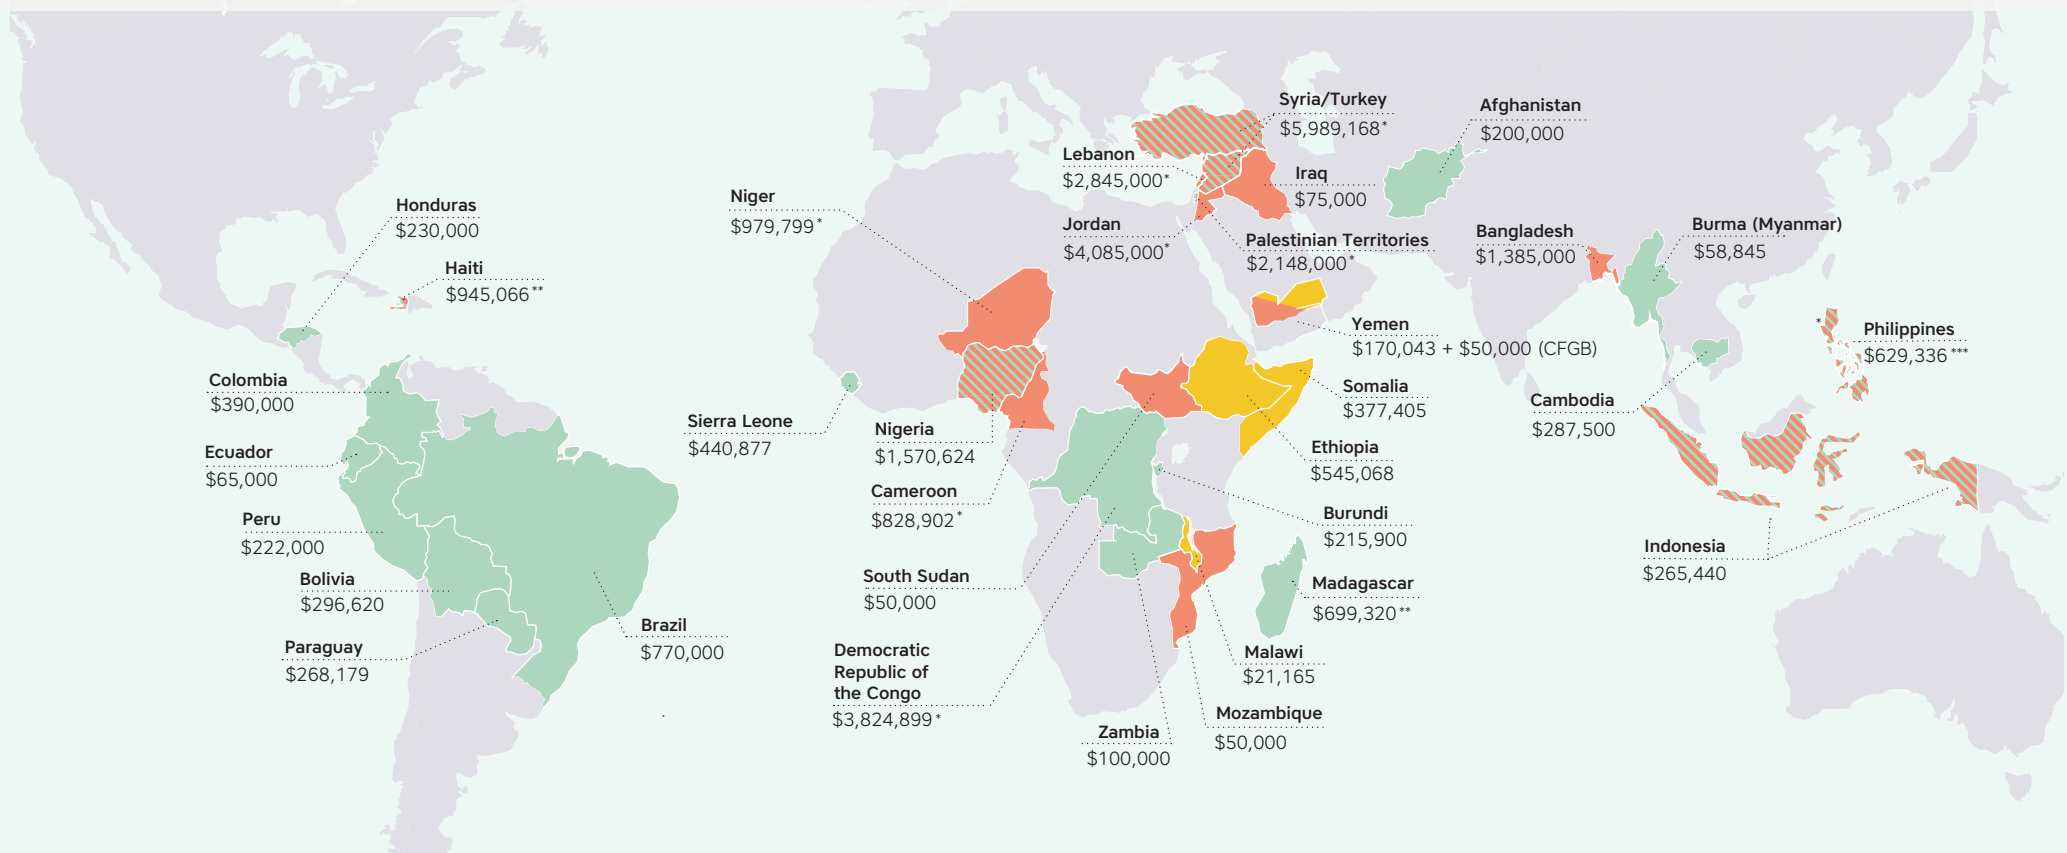 Honduras
$230,000
Haiti
$945,066**
Colombia
$390,000
Ecuador
$65,000
Peru
$222,000
Bolivia
$296,620
Paraguay
$268,179
Brazil
$770,000
Niger
$979,799*
Sierra Leone
$440,877
Nigeria
$1,570,624
Cameroon
$828,902*
South Sudan
$50,000
Democratic
Republic of
the Congo
$3,824,899*
Zambia
$100,000
Mozambique
$50,000
Malawi
$21,165
Madagascar
$699,320**
Burundi
$215,900
Ethiopia
$545,068
Somalia
$377,405
Yemen
$170,043 + $50,000 (CFGB)
Syria/Turkey
$5,989,168*
Lebanon
$2,845,000*
Iraq
$75,000
Jordan
$4,085,000*
Palestinian Territories
$2,148,000*
Afghanistan
$200,000
Bangladesh
$1,385,000
Burma (Myanmar)
$58,845
*
Philippines
$629,336***
Cambodia
$287,500
Indonesia
$265,440